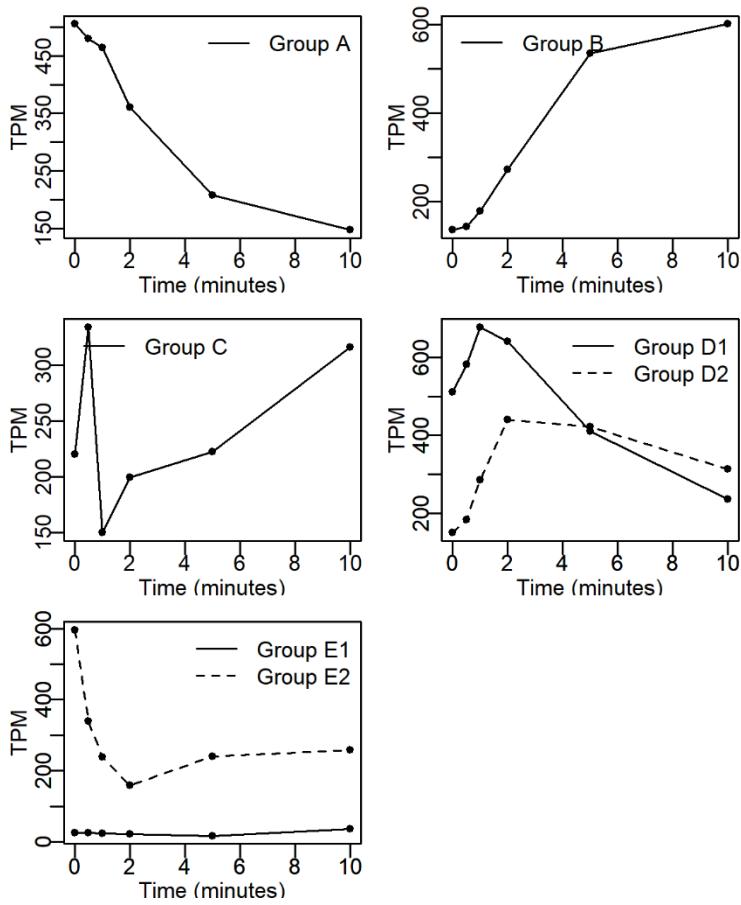 Group A
TPM
450
350
250
150
0 2 4 6 8 10
Time (minutes)
Group B
TPM
600
400
200
0 2 4 6 8 10
Time (minutes)
Group C
TPM
300
250
200
150
0 2 4 6 8 10
Time (minutes)
Group D1
Group D2
TPM
600
400
200
0 2 4 6 8 10
Time (minutes)
Group E1
Group E2
TPM
600
400
200
0
0 2 4 6 8 10
Time (minutes)